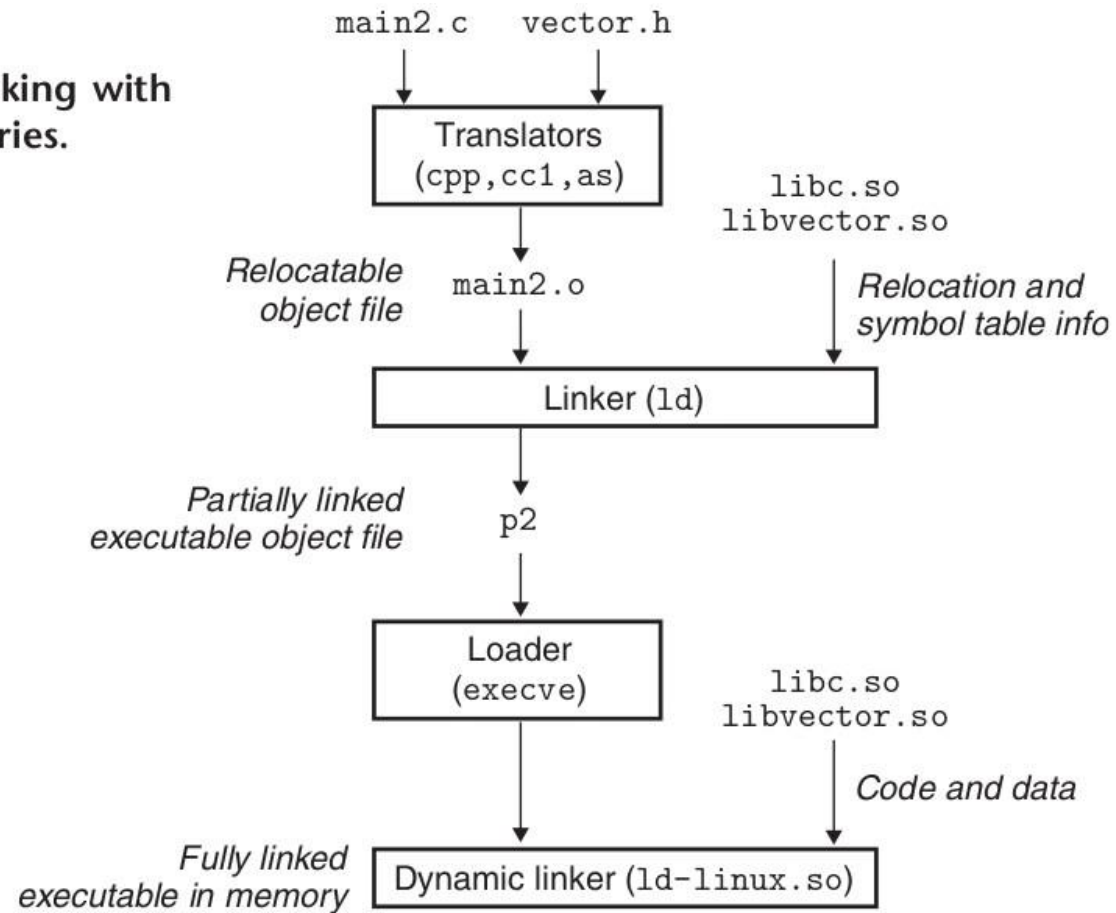 main2.c vector.h
king with
ries.
Translators
(cpp,cc1,as)
libc.so
libvector.so
Relocatable
object file
main2.o
Relocation and
symbol table info
Linker (ld)
Partially linked
executable object file
p2
Loader
(execve)
libc.so
libvector.so
Code and data
Fully linked
executable in memory
Dynamic linker (ld-linux.so)